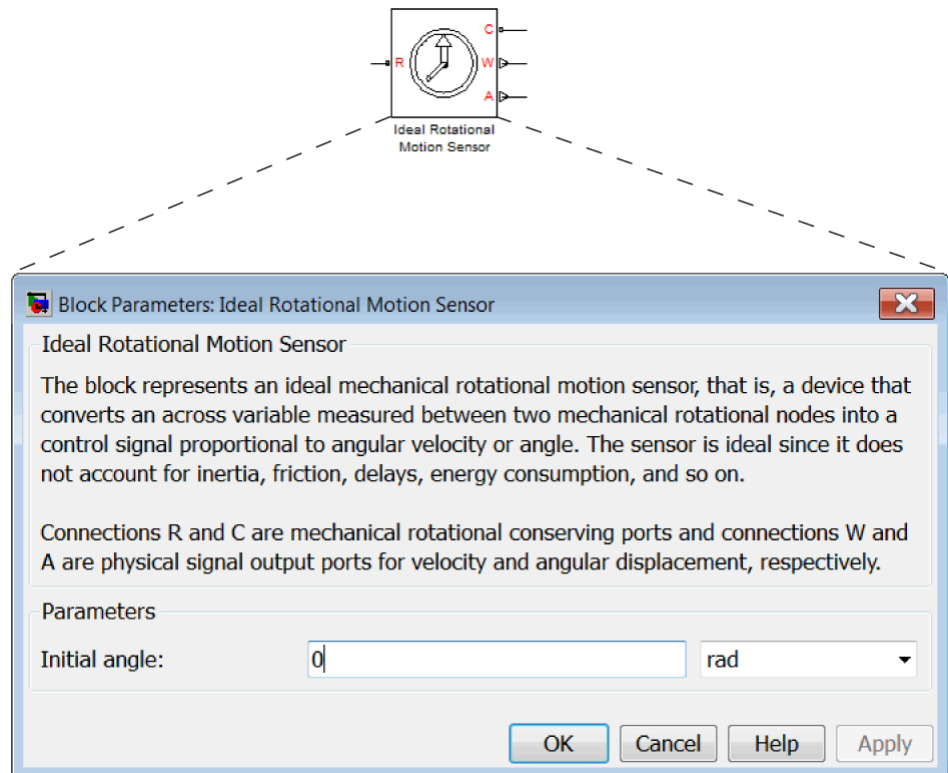 C
R
W
A
Ideal Rotational
Motion Sensor
Block Parameters: Ideal Rotational Motion Sensor
Ideal Rotational Motion Sensor
The block represents an ideal mechanical rotational motion sensor, that is, a device that
converts an across variable measured between two mechanical rotational nodes into a
control signal proportional to angular velocity or angle. The sensor is ideal since it does
not account for inertia, friction, delays, energy consumption, and so on.
Connections R and C are mechanical rotational conserving ports and connections W and
A are physical signal output ports for velocity and angular displacement, respectively.
Parameters
Initial angle: 0 rad
OK Cancel Help Apply